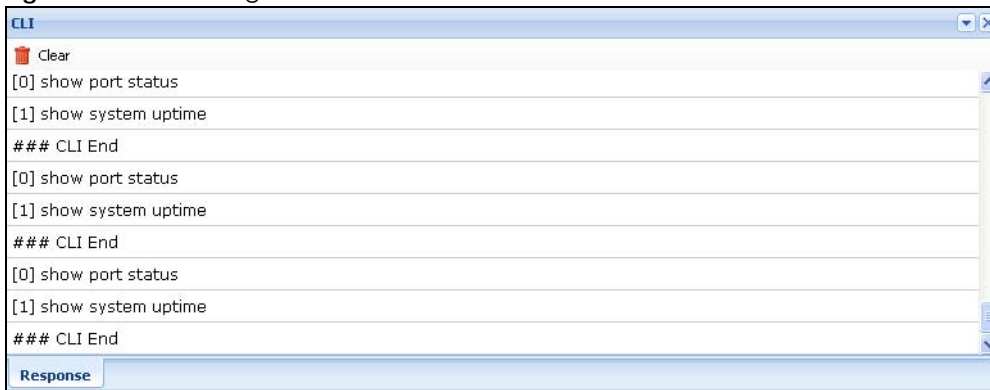 CLI
Clear
[0] show port status
[1] show system uptime
### CLI End
[0] show port status
[1] show system uptime
### CLI End
[0] show port status
[1] show system uptime
### CLI End
Response